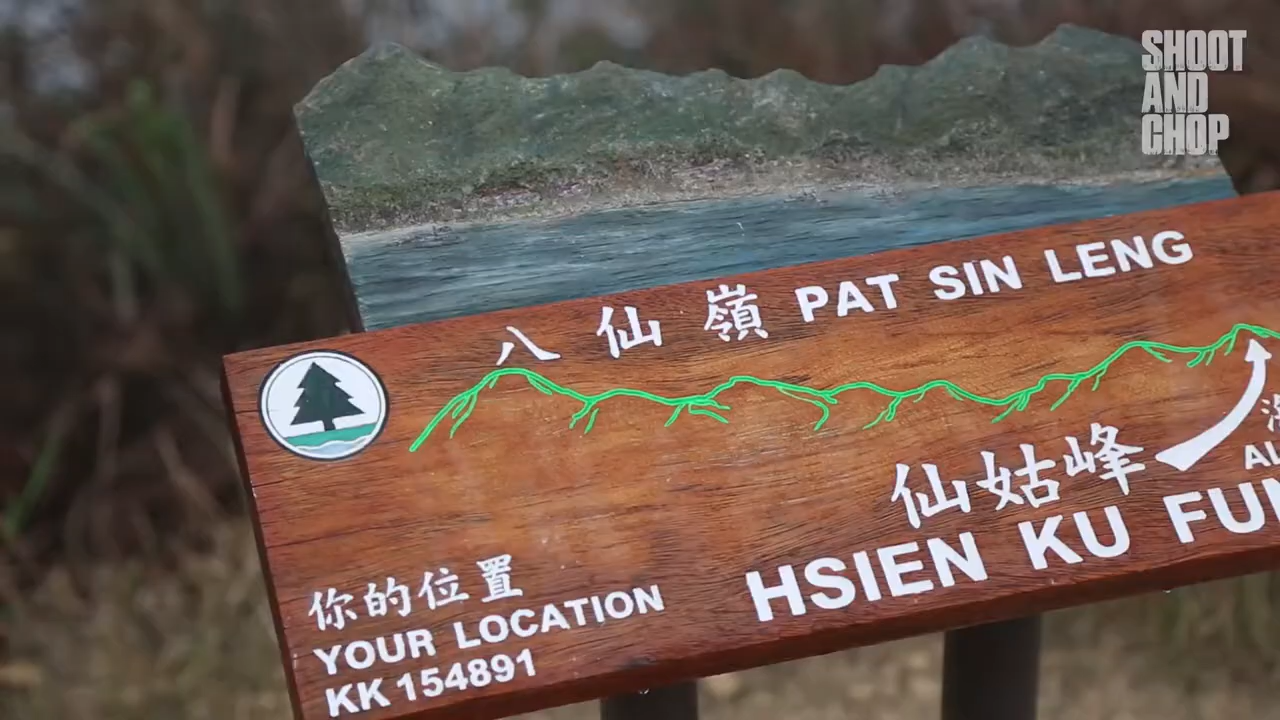 SHOOT
AND
CHOP
八仙嶺 PAT SIN LENG
仙姑峰
HSIEN KU
你的位置
YOUR LOCATION
KK 154891